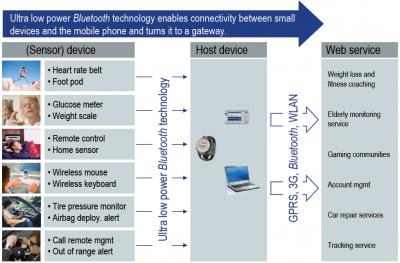 Ultra low power Bluetooth technology enables connectivity between small
devices and the mobile phone and turns it to a gateway.
(Sensor) device
Host device
Web service
• Heart rate belt
• Foot pod
• Glucose meter
• Weight scale
• Remote control
• Home sensor
• Wireless mouse
• Wireless keyboard
• Tire pressure monitor
• Airbag deploy. alert
• Call remote mgmt
• Out of range alert
Ultra low power Bluetooth technology
GPRS, 3G, Bluetooth, WLAN
Weight loss and
fitness coaching
Elderly monitoring
service
Gaming communities
Account mgmt
Car repair services
Tracking service